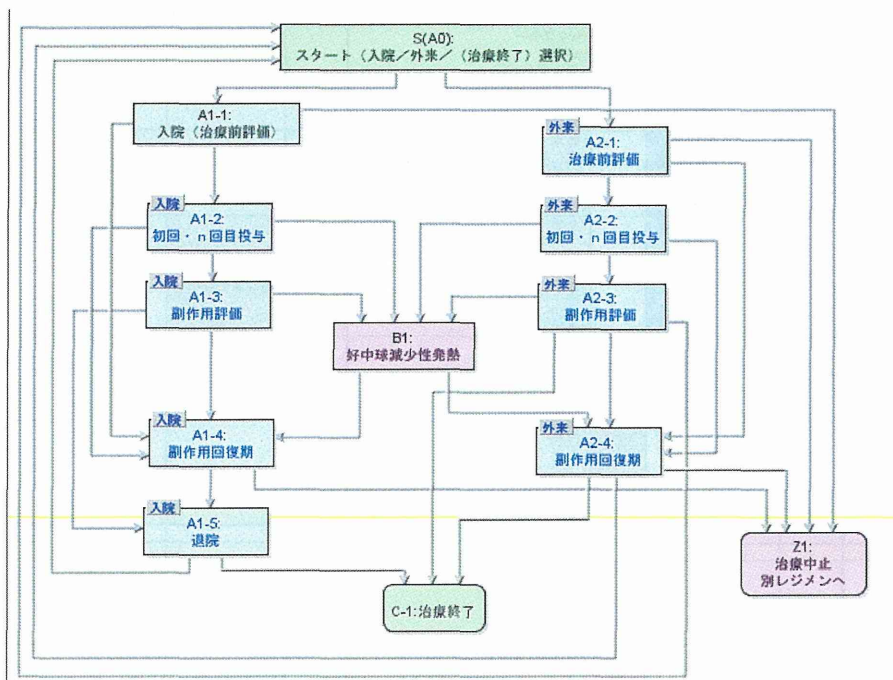 S(A0):
スタート（入院／外来／（治療終了）選択）
A1-1:
入院（治療前評価）
外来
A2-1:
治療前評価
入院
A1-2:
初回・ｎ回目投与
外来
A2-2:
初回・ｎ回目投与
入院
A1-3:
副作用評価
外来
A2-3:
副作用評価
B1:
好中球減少性発熱
入院
A1-4:
副作用回復期
外来
A2-4:
副作用回復期
入院
A1-5:
退院
Z1:
治療中止
別レジメンへ
C-1:治療終了